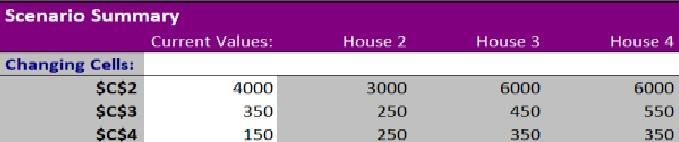 Scenario Summary
Current Values: House 2 House 3 House 4
Changing Cells:
$C$2 4000 3000 6000 6000
$C$3 350 250 450 550
$C$4 150 250 350 350